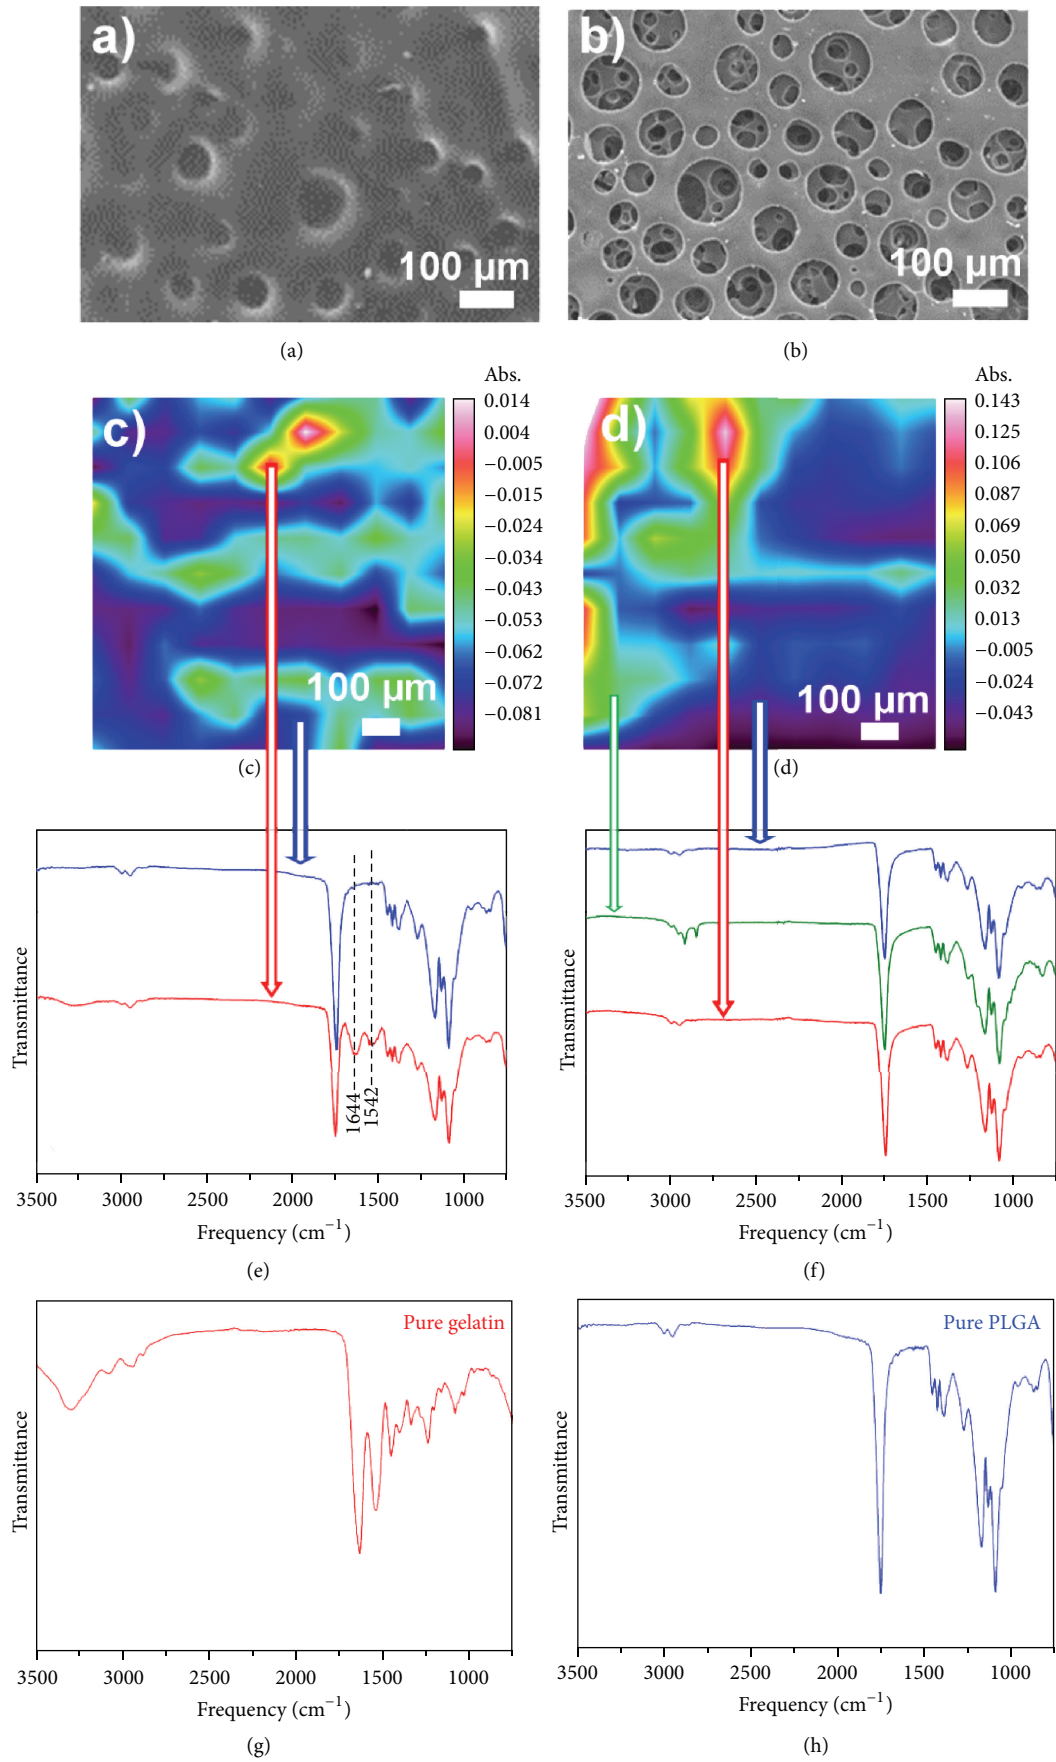 a)
100 µm
b)
100 µm
(a)
(b)
c)
100 µm
Abs.
0.014
0.004
−0.005
−0.015
−0.024
−0.034
−0.043
−0.053
−0.062
−0.072
−0.081
d)
100 µm
Abs.
0.143
0.125
0.106
0.087
0.069
0.050
0.032
0.013
−0.005
−0.024
−0.043
(c)
(d)
Transmittance
1644
1542
3500 3000 2500 2000 1500 1000
Frequency (cm⁻¹)
(e)
Transmittance
3500 3000 2500 2000 1500 1000
Frequency (cm⁻¹)
(f)
Pure gelatin
Transmittance
3500 3000 2500 2000 1500 1000
Frequency (cm⁻¹)
(g)
Pure PLGA
Transmittance
3500 3000 2500 2000 1500 1000
Frequency (cm⁻¹)
(h)